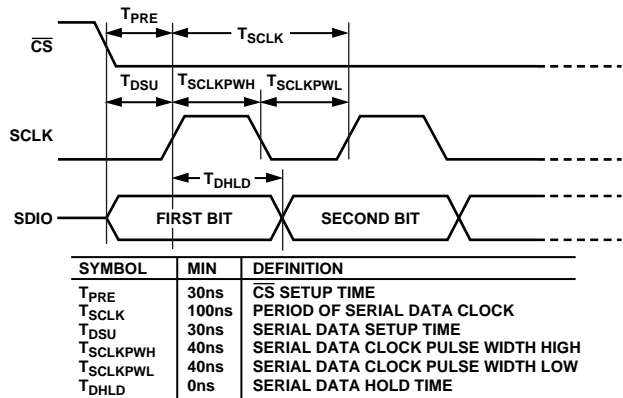 T_PRE
T_SCLK
CS
T_DSU T_SCLKPWH T_SCLKPWL
SCLK
T_DHLD
SDIO FIRST BIT SECOND BIT
SYMBOL MIN DEFINITION
T_PRE 30ns CS SETUP TIME
T_SCLK 100ns PERIOD OF SERIAL DATA CLOCK
T_DSU 30ns SERIAL DATA SETUP TIME
T_SCLKPWH 40ns SERIAL DATA CLOCK PULSE WIDTH HIGH
T_SCLKPWL 40ns SERIAL DATA CLOCK PULSE WIDTH LOW
T_DHLD 0ns SERIAL DATA HOLD TIME